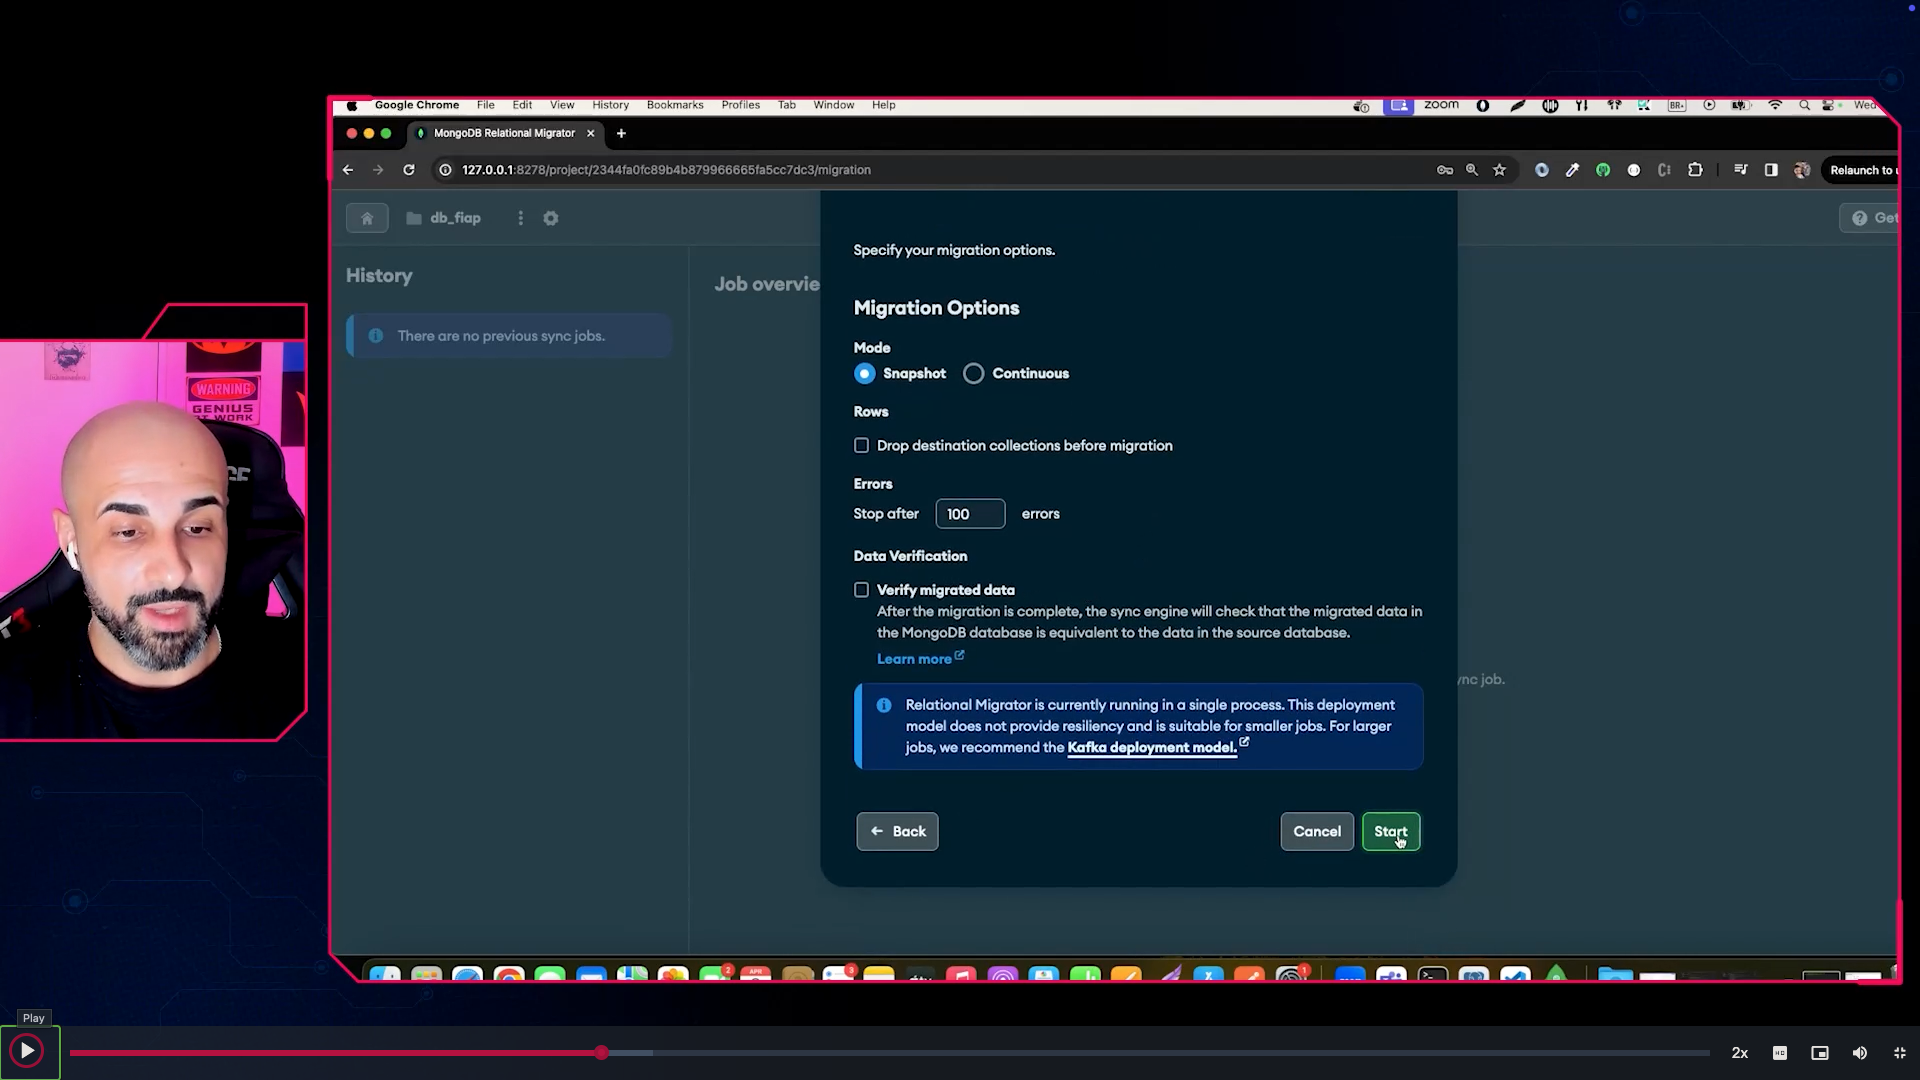 Google Chrome File Edit View History Bookmarks Profiles Tab Window Help zoom BR Wed
MongoDB Relational Migrator
127.0.0.1:8278/project/2344fa0fc89b4b879966665fa5cc7dc3/migration
Relaunch to u
db_fiap
Get
History
There are no previous sync jobs.
Job overvie
Specify your migration options.
Migration Options
Mode
Snapshot Continuous
Rows
Drop destination collections before migration
Errors
Stop after 100 errors
Data Verification
Verify migrated data
After the migration is complete, the sync engine will check that the migrated data in
the MongoDB database is equivalent to the data in the source database.
Learn more
ync job.
Relational Migrator is currently running in a single process. This deployment
model does not provide resiliency and is suitable for smaller jobs. For larger
jobs, we recommend the Kafka deployment model.
Back Cancel Start
WARNING
GENIUS
AT WORK
APR
2
3
1
Play
2x
HD